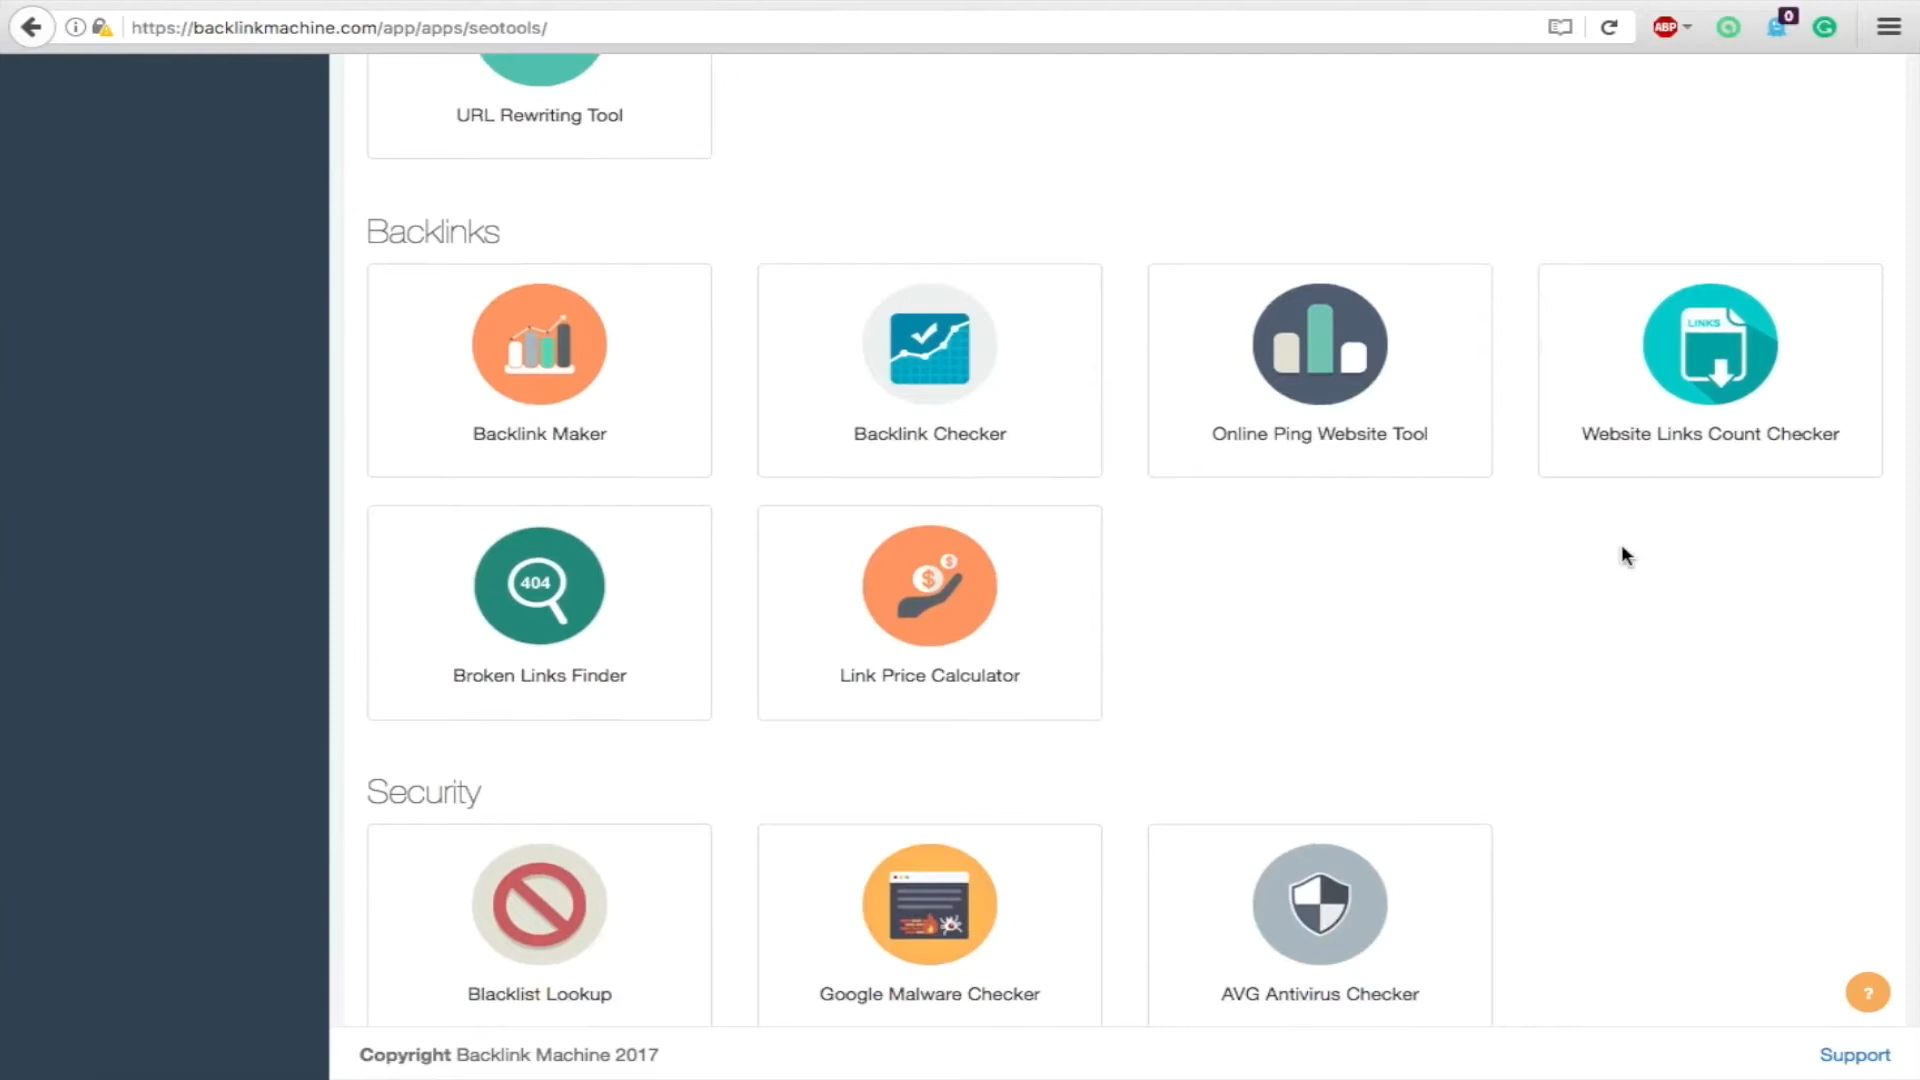 https://backlinkmachine.com/app/apps/seotools/
ABP
0
URL Rewriting Tool
Backlinks
LINKS
Backlink Maker
Backlink Checker
Online Ping Website Tool
Website Links Count Checker
404
$
$
Broken Links Finder
Link Price Calculator
Security
Blacklist Lookup
Google Malware Checker
AVG Antivirus Checker
?
Copyright Backlink Machine 2017
Support